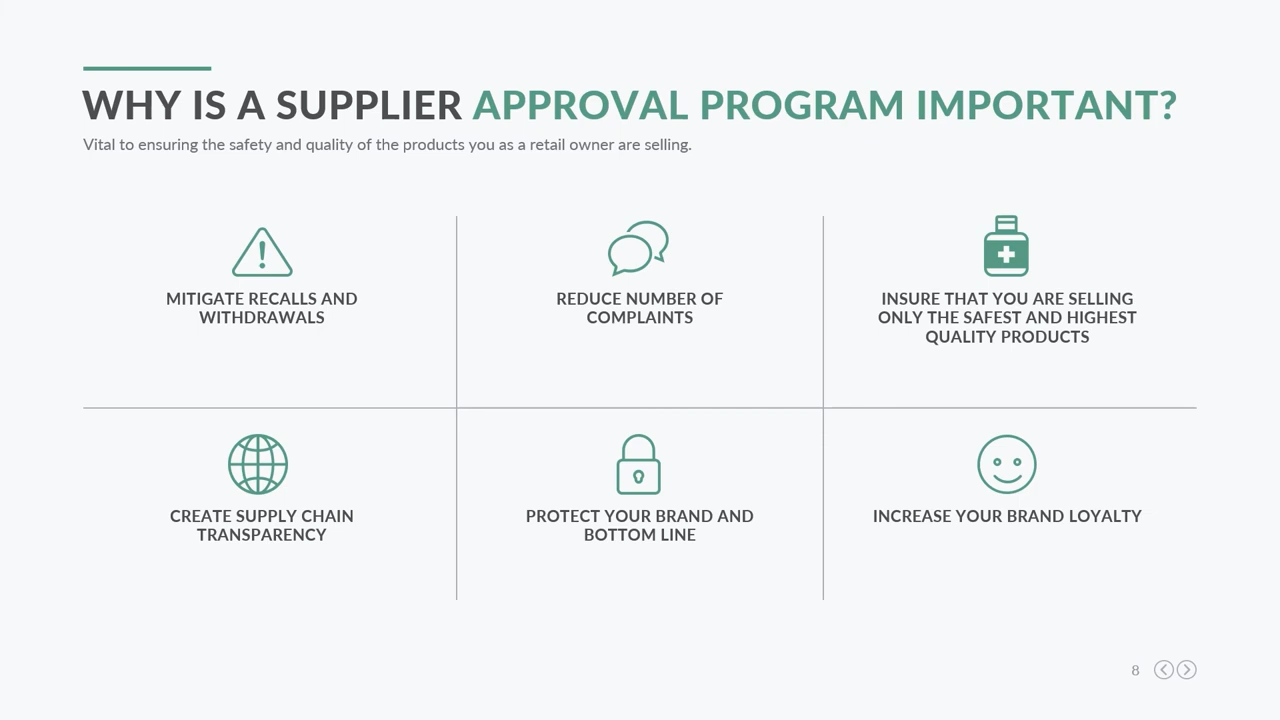 WHY IS A SUPPLIER APPROVAL PROGRAM IMPORTANT?
Vital to ensuring the safety and quality of the products you as a retail owner are selling.
MITIGATE RECALLS AND
WITHDRAWALS
REDUCE NUMBER OF
COMPLAINTS
INSURE THAT YOU ARE SELLING
ONLY THE SAFEST AND HIGHEST
QUALITY PRODUCTS
CREATE SUPPLY CHAIN
TRANSPARENCY
PROTECT YOUR BRAND AND
BOTTOM LINE
INCREASE YOUR BRAND LOYALTY
8